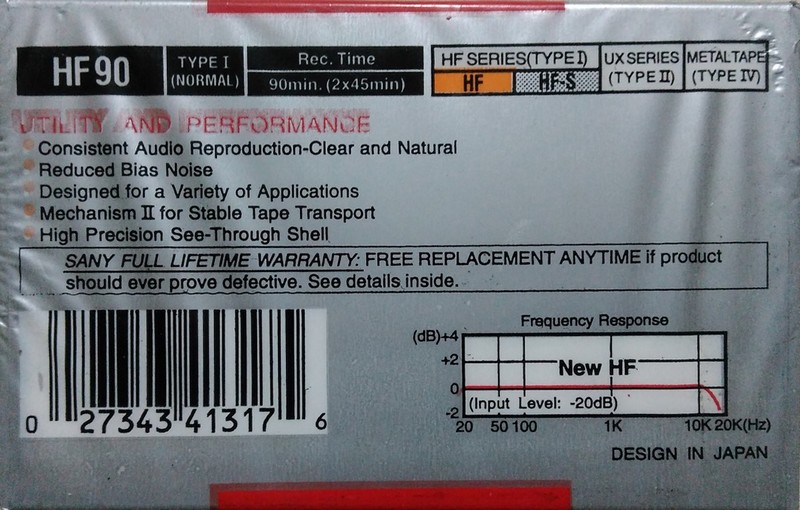 HF 90
TYPE I
(NORMAL)
Rec. Time
90min. (2x45min)
HF SERIES(TYPE I)
HF
HF-S
UX SERIES
(TYPE II)
METAL TAPE
(TYPE IV)
UTILITY AND PERFORMANCE
Consistent Audio Reproduction-Clear and Natural
Reduced Bias Noise
Designed for a Variety of Applications
Mechanism II for Stable Tape Transport
High Precision See-Through Shell
SANY FULL LIFETIME WARRANTY: FREE REPLACEMENT ANYTIME if product
should ever prove defective. See details inside.
0 27343 41317 6
Frequency Response
(dB)+4
+2
0
-2
New HF
(Input Level: -20dB)
20 50 100 1K 10K 20K(Hz)
DESIGN IN JAPAN